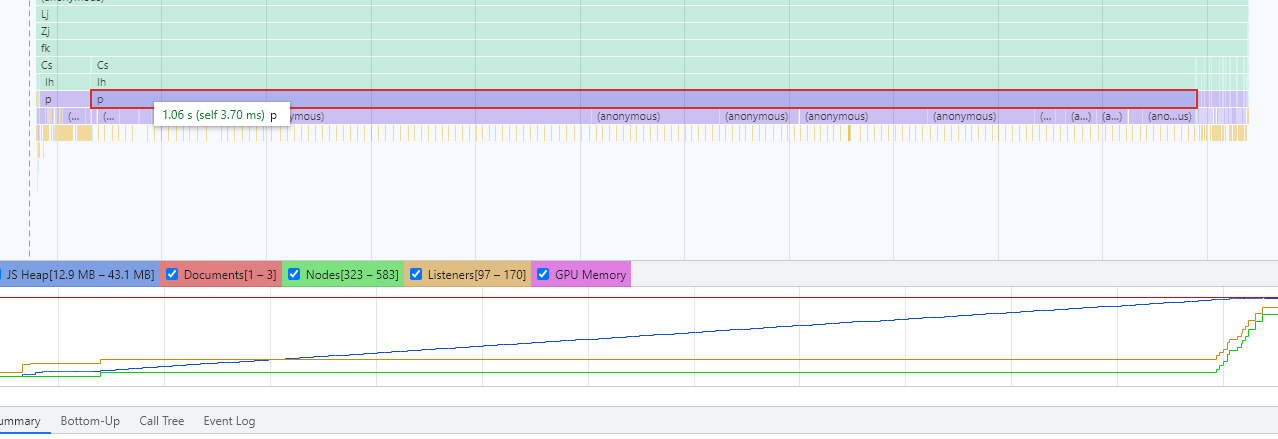 (anonymous)
Lj
Zj
fk
Cs Cs
lh lh
p p
1.06 s (self 3.70 ms) p
(... (... ymous) (anonymous) (anonymous) (anonymous) (anonymous) (... (a...) (a...) (ano...us)
JS Heap[12.9 MB – 43.1 MB] Documents[1 – 3] Nodes[323 – 583] Listeners[97 – 170] GPU Memory
ummary Bottom-Up Call Tree Event Log